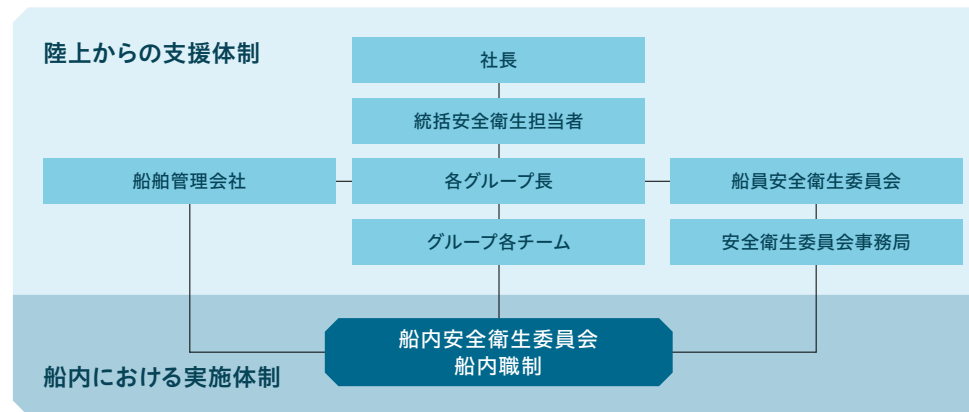 陸上からの支援体制
社長
統括安全衛生担当者
船舶管理会社
各グループ長
船員安全衛生委員会
グループ各チーム
安全衛生委員会事務局
船内安全衛生委員会
船内職制
船内における実施体制